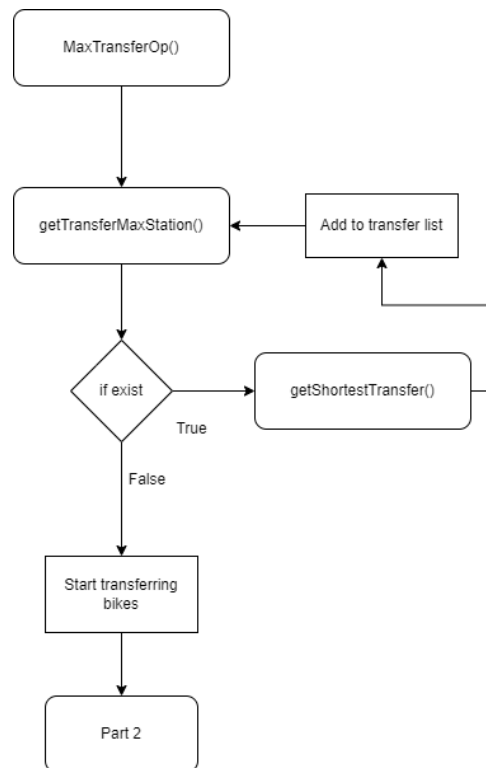 MaxTransferOp()
getTransferMaxStation()
Add to transfer list
if exist
True
getShortestTransfer()
False
Start transferring
bikes
Part 2